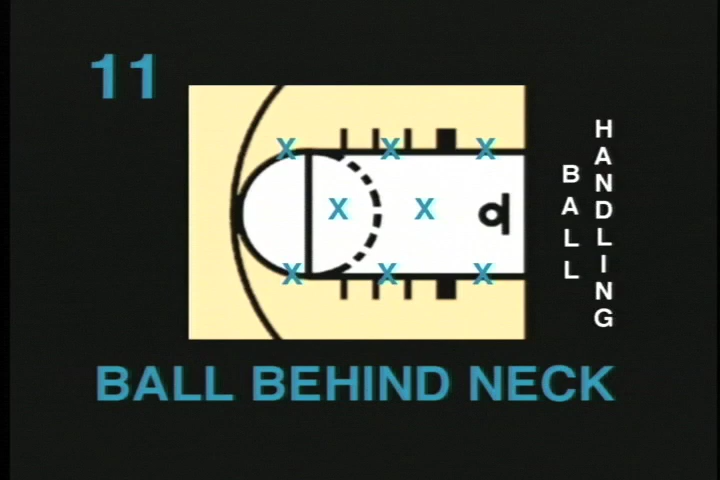 11
X X X
X X
X X X
BALL
HANDLING
BALL BEHIND NECK